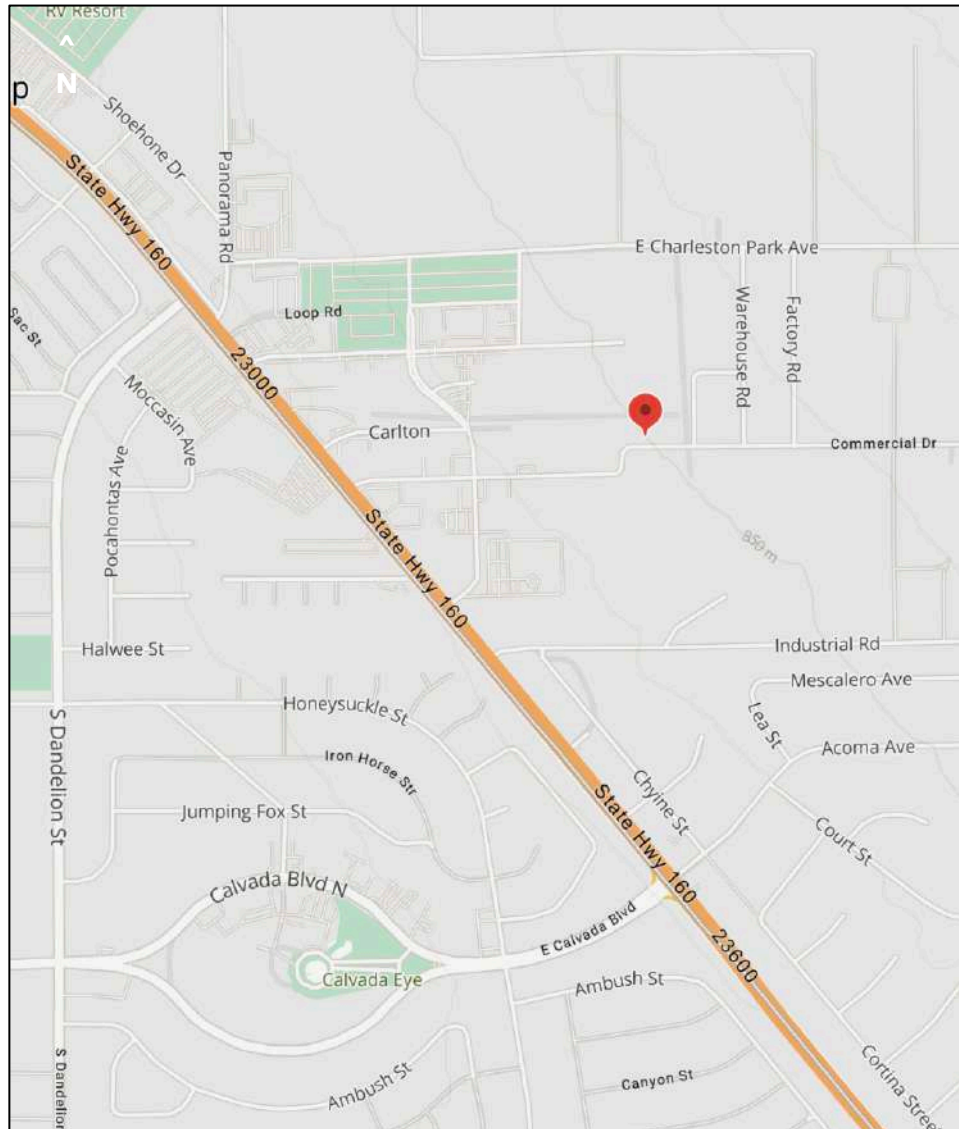 RV Resort
^
N
p
Shoehone Dr
Panorama Rd
State Hwy 160
E Charleston Park Ave
Sac St
Loop Rd
Warehouse Rd
Factory Rd
23000
Moccasin Ave
Carlton
Commercial Dr
Pocahontas Ave
State Hwy 160
850 m
Halwee St
Industrial Rd
Mescalero Ave
Honeysuckle St
Lea St
S Dandelion St
Iron Horse Str
Acoma Ave
Chyine St
Jumping Fox St
State Hwy 160
Court St
Calvada Blvd N
E Calvada Blvd
23600
Calvada Eye
Ambush St
S Dandelion
Ambush St
Canyon St
Cortina Street